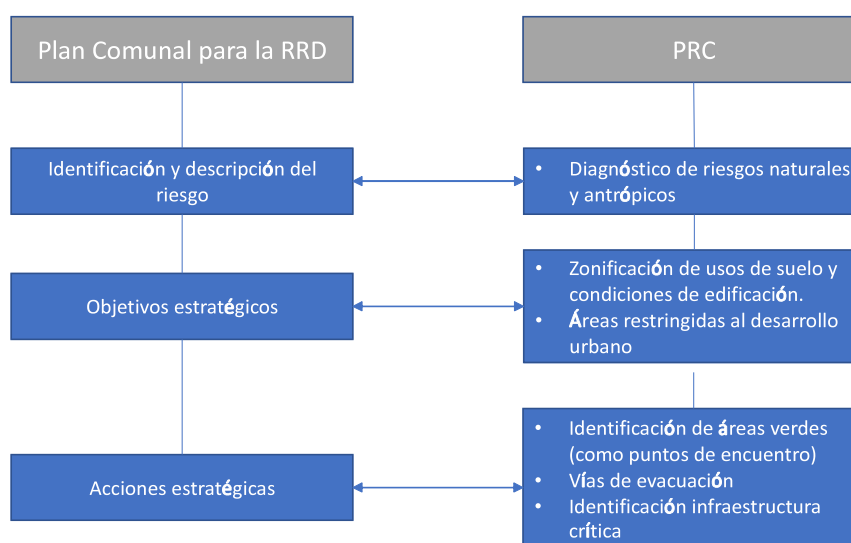 Plan Comunal para la RRD
PRC
Identificación y descripción del
riesgo
• Diagnóstico de riesgos naturales
y antrópicos
Objetivos estratégicos
• Zonificación de usos de suelo y
condiciones de edificación.
• Áreas restringidas al desarrollo
urbano
Acciones estratégicas
• Identificación de áreas verdes
(como puntos de encuentro)
• Vías de evacuación
• Identificación infraestructura
crítica